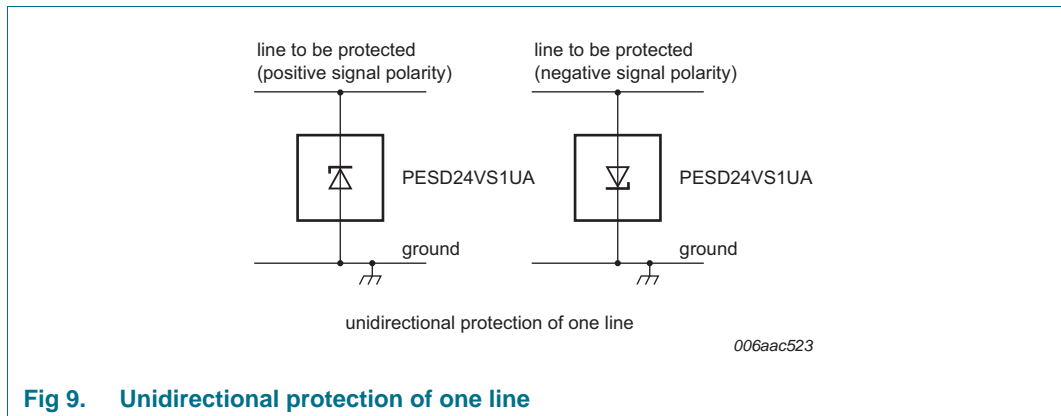 line to be protected
(positive signal polarity)
line to be protected
(negative signal polarity)
PESD24VS1UA
PESD24VS1UA
ground
ground
unidirectional protection of one line
006aac523
Fig 9. Unidirectional protection of one line